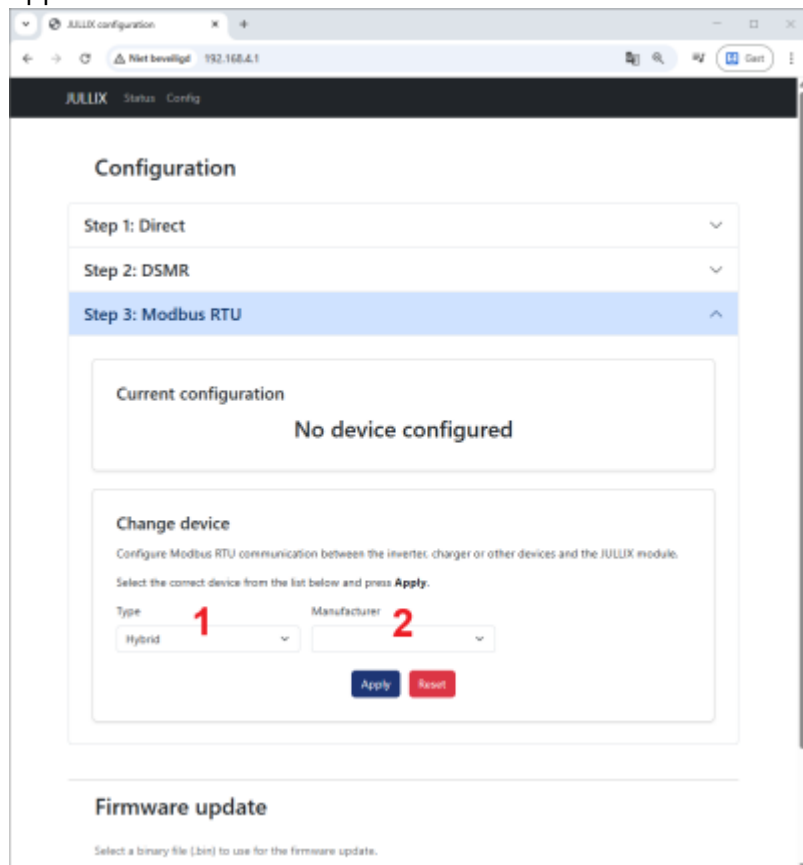 JULLIX configuration
Niet beveiligd 192.168.4.1
Gast
JULLIX Status Config
Configuration
Step 1: Direct
Step 2: DSMR
Step 3: Modbus RTU
Current configuration
No device configured
Change device
Configure Modbus RTU communication between the inverter, charger or other devices and the JULLIX module.
Select the correct device from the list below and press Apply.
Type Manufacturer
1 2
Hybrid
Apply Reset
Firmware update
Select a binary file (.bin) to use for the firmware update.